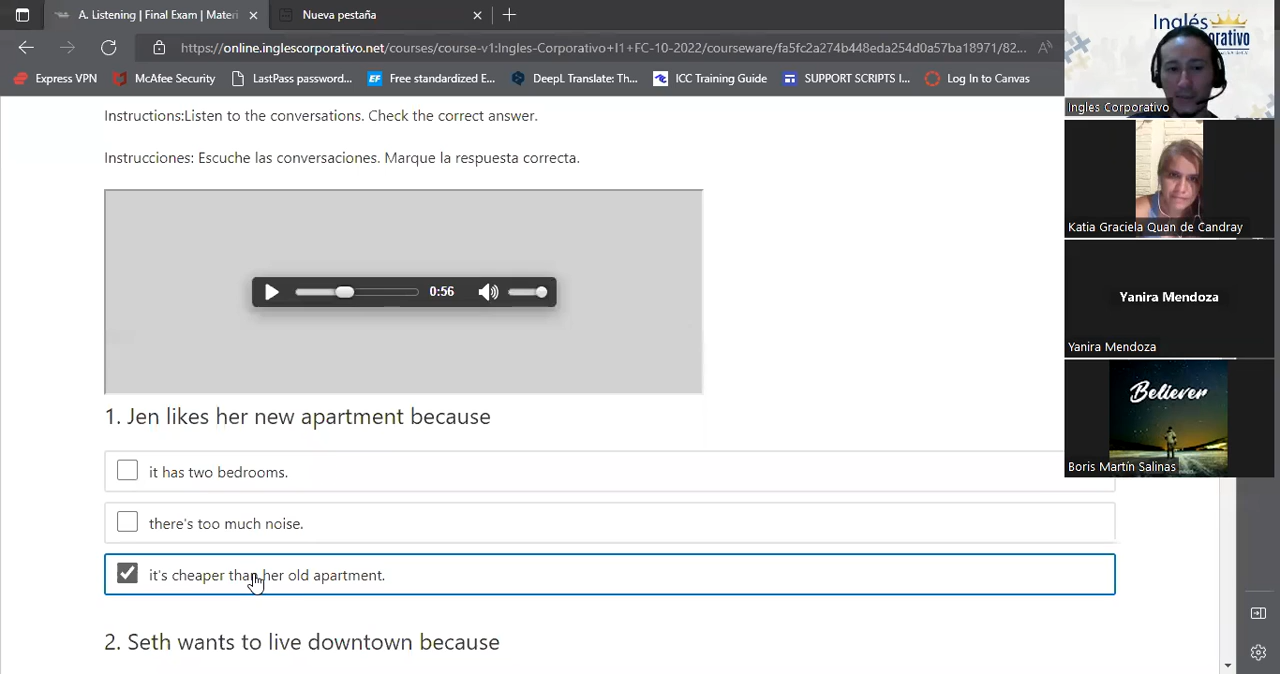 A. Listening | Final Exam | Materi
Nueva pestaña
https://online.inglescorporativo.net/courses/course-v1:Ingles-Corporativo+I1+FC-10-2022/courseware/fa5fc2a274b448eda254d0a57ba18971/82...
Express VPN
McAfee Security
LastPass password...
EF
Free standardized E...
DeepL Translate: Th...
ICC Training Guide
SUPPORT SCRIPTS I...
Log In to Canvas
Instructions:Listen to the conversations. Check the correct answer.
Instrucciones: Escuche las conversaciones. Marque la respuesta correcta.
0:56
1. Jen likes her new apartment because
it has two bedrooms.
there's too much noise.
it's cheaper than her old apartment.
2. Seth wants to live downtown because
Inglés
Ingles Corporativo
Katia Graciela Quan de Candray
Yanira Mendoza
Yanira Mendoza
Believer
Boris Martín Salinas